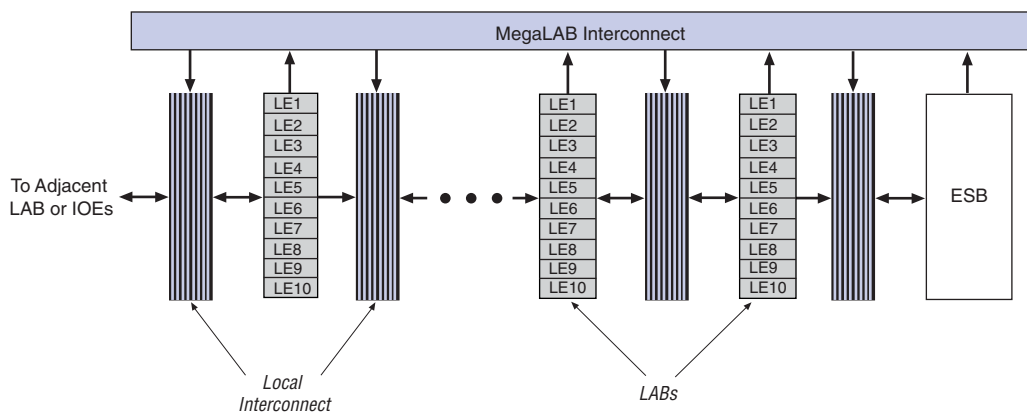 MegaLAB Interconnect
To Adjacent
LAB or IOEs
LE1
LE2
LE3
LE4
LE5
LE6
LE7
LE8
LE9
LE10
LE1
LE2
LE3
LE4
LE5
LE6
LE7
LE8
LE9
LE10
LE1
LE2
LE3
LE4
LE5
LE6
LE7
LE8
LE9
LE10
ESB
Local
Interconnect
LABs